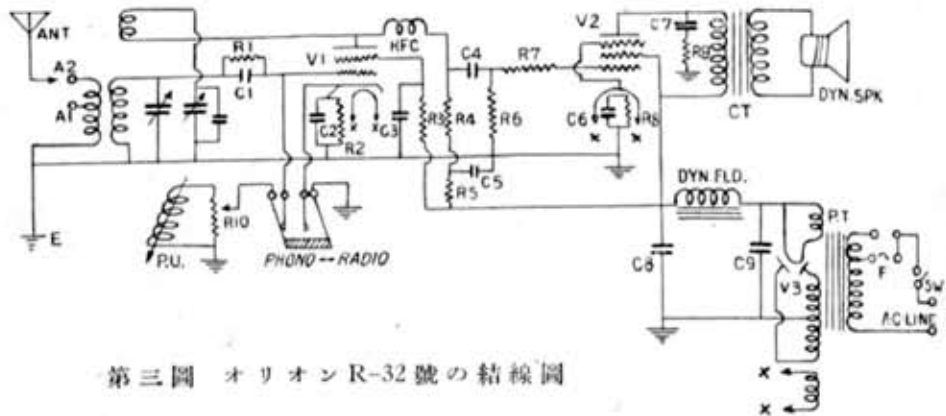 ANT
A2
A1
E
R1
C1
V1
RFC
C2
R2
x x
C3
R3
R4
C4
R7
R6
C5
R5
V2
C6
R8
x x
C7
R9
CT
DYN. SPK
DYN. FLD.
C8
C9
P.T
V3
F
SW
AC LINE
x
x
P.U.
R10
PHONO ↔ RADIO
第三圖 オリオンR-32號の結線圖